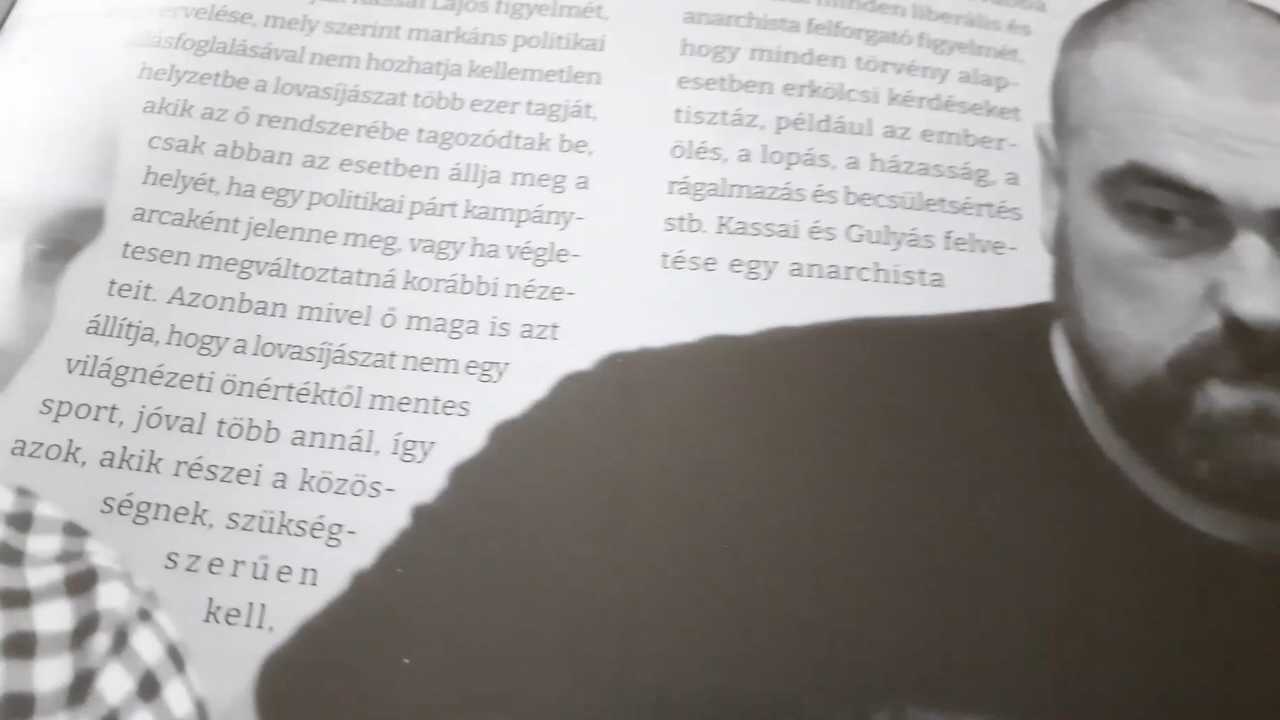 Lajos figyelmét,
mely szerint markáns politikai
állásfoglalásával nem hozhatja kellemetlen
helyzetbe a lovasíjászat több ezer tagját,
akik az ő rendszerébe tagozódtak be,
csak abban az esetben állja meg a
helyét, ha egy politikai párt kampány-
arcaként jelenne meg, vagy ha végle-
tesen megváltoztatná korábbi néze-
teit. Azonban mivel ő maga is azt
állítja, hogy a lovasíjászat nem egy
világnézeti önértéktől mentes
sport, jóval több annál, így
azok, akik részei a közös-
ségnek, szükség-
szerűen
kell,
minden liberális és
anarchista felforgató figyelmét,
hogy minden törvény alap-
esetben erkölcsi kérdéseket
tisztáz, például az ember-
ölés, a lopás, a házasság, a
rágalmazás és becsületsértés
stb. Kassai és Gulyás felve-
tése egy anarchista